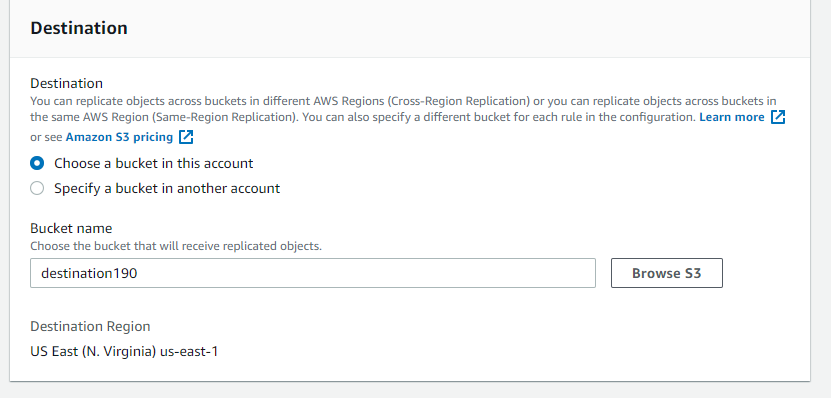 Destination
Destination
You can replicate objects across buckets in different AWS Regions (Cross-Region Replication) or you can replicate objects across buckets in
the same AWS Region (Same-Region Replication). You can also specify a different bucket for each rule in the configuration. Learn more
or see Amazon S3 pricing
Choose a bucket in this account
Specify a bucket in another account
Bucket name
Choose the bucket that will receive replicated objects.
destination190
Browse S3
Destination Region
US East (N. Virginia) us-east-1